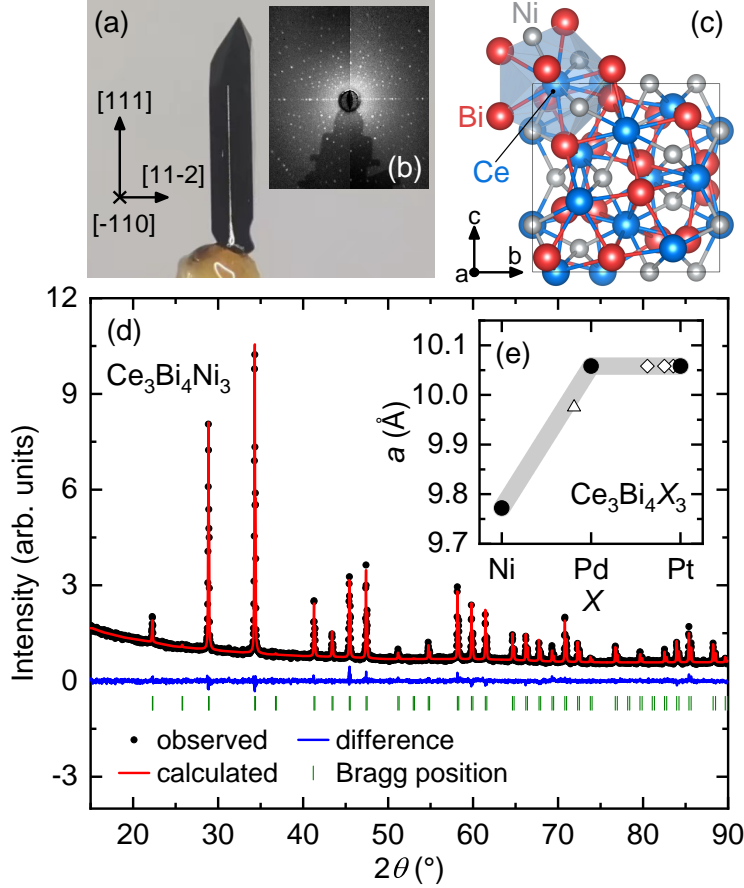 (a)
[111]
[11-2]
[-110]
(b)
(c)
Ni
Bi
Ce
c
a
b
(d)
Ce₃Bi₄Ni₃
Intensity (arb. units)
12
9
6
3
0
-3
observed
difference
calculated
Bragg position
20 30 40 50 60 70 80 90
2θ (°)
(e)
a (Å)
10.1
10.0
9.9
9.8
9.7
Ce₃Bi₄X₃
Ni Pd Pt
X